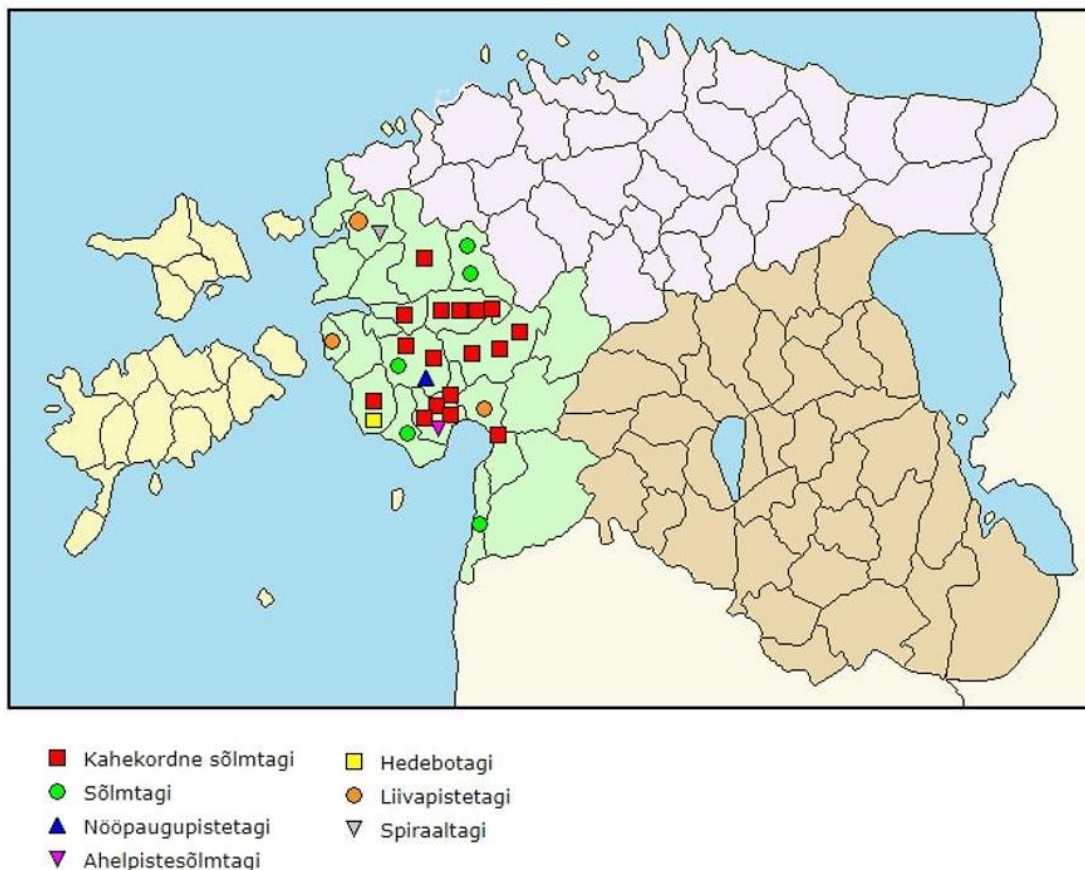 Kahekordne sõlmtagi
Sõlmtagi
Nööpaugupistetagi
Ahelpistesõlmtagi
Hedebotagi
Liivapistetagi
Spiraaltagi